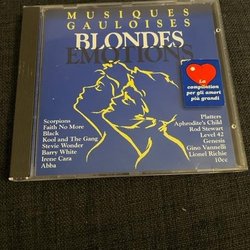 MUSIQUES
GAULOISES
BLONDES
EMOTIONS
La
compilation
per gli amori
più grandi
Scorpions
Faith No More
Black
Kool and The Gang
Stevie Wonder
Barry White
Irene Cara
Abba
Platters
Aphrodite's Child
Rod Stewart
Level 42
Genesis
Gino Vannelli
Lionel Richie
10cc